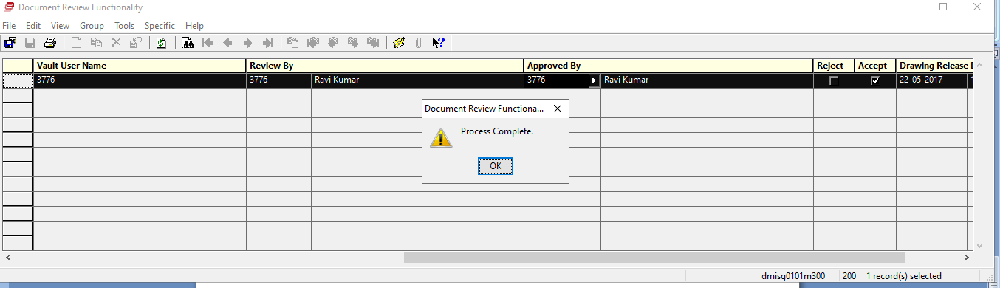 Document Review Functionality
File Edit View Group Tools Specific Help
Vault User Name Review By Approved By Reject Accept Drawing Release
3776 3776 Ravi Kumar 3776 Ravi Kumar 22-05-2017
Document Review Functiona...
Process Complete.
OK
dmisg0101m300 200 1 record(s) selected